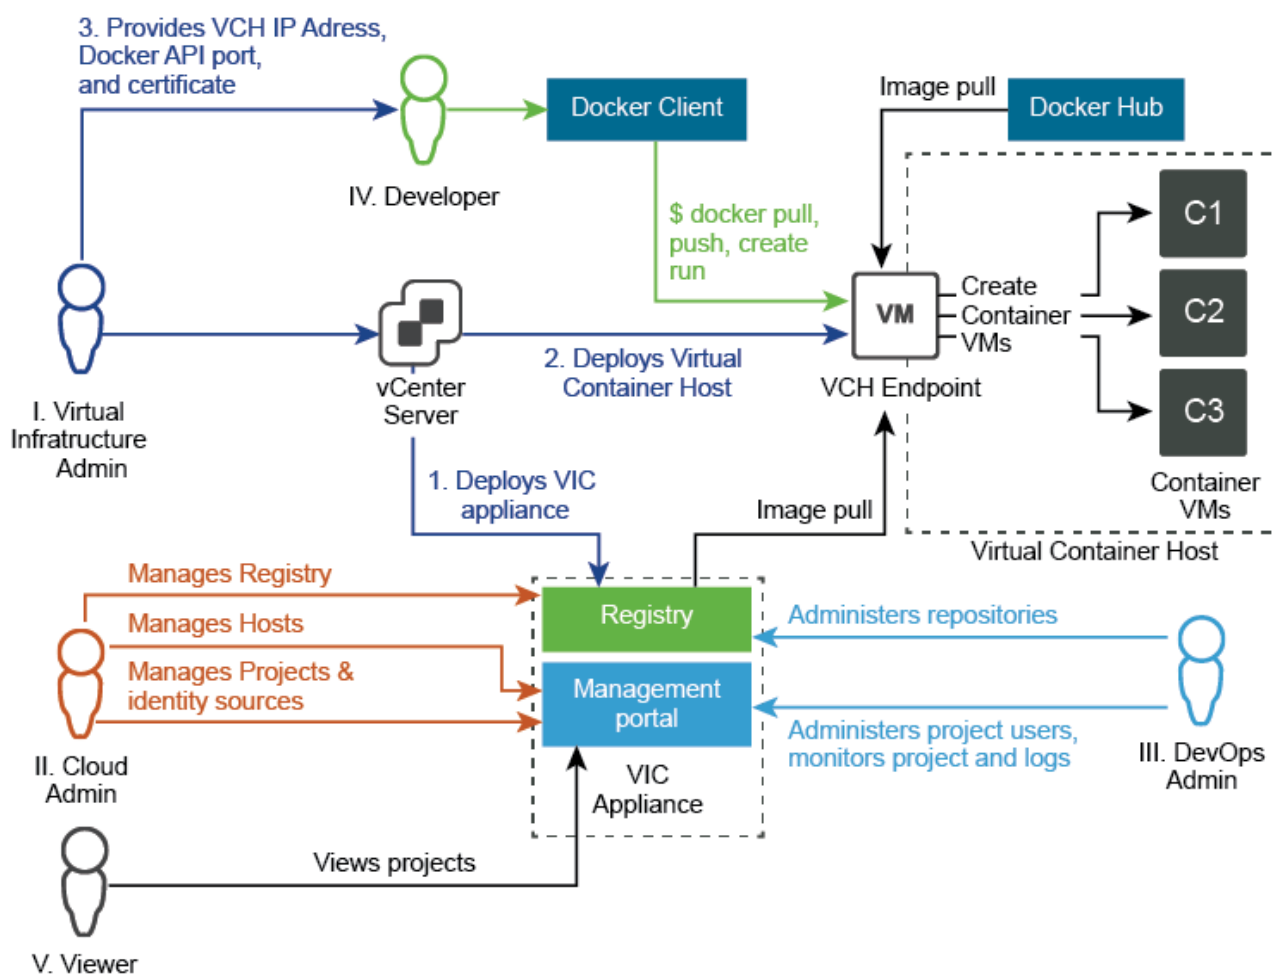 3. Provides VCH IP Adress,
Docker API port,
and certificate
IV. Developer
Docker Client
Image pull
Docker Hub
$ docker pull,
push, create
run
C1
C2
C3
Create
Container
VMs
VM
VCH Endpoint
Container
VMs
Virtual Container Host
I. Virtual
Infratructure
Admin
vCenter
Server
2. Deploys Virtual
Container Host
1. Deploys VIC
appliance
Image pull
Manages Registry
Manages Hosts
Manages Projects &
identity sources
II. Cloud
Admin
Registry
Management
portal
VIC
Appliance
Administers repositories
Administers project users,
monitors project and logs
III. DevOps
Admin
Views projects
V. Viewer